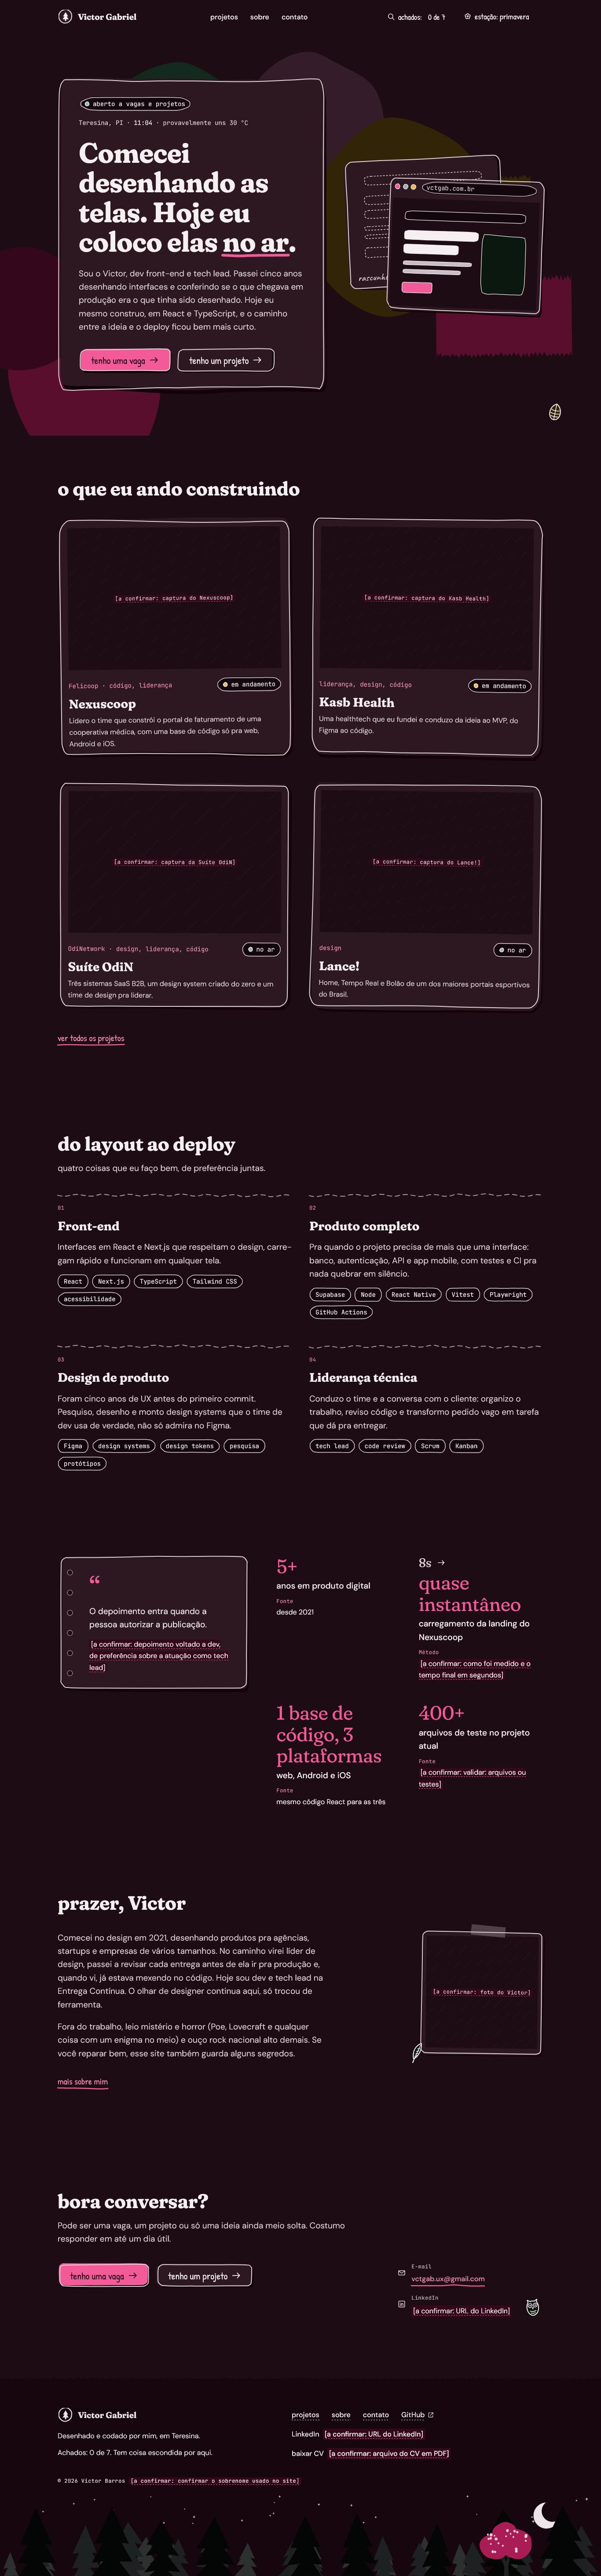 Victor Gabriel
projetos sobre contato
achados: 0 de 7
estação: primavera
aberto a vagas e projetos
Teresina, PI · 11:04 · provavelmente uns 30 °C
Comecei
desenhando as
telas. Hoje eu
coloco elas no ar.
Sou o Victor, dev front-end e tech lead. Passei cinco anos
desenhando interfaces e conferindo se o que chegava em
produção era o que tinha sido desenhado. Hoje eu
mesmo construo, em React e TypeScript, e o caminho
entre a ideia e o deploy ficou bem mais curto.
tenho uma vaga →
tenho um projeto →
vctgab.com.br
o que eu ando construindo
[a confirmar: captura do Nexuscoop]
Felicoop · código, liderança
em andamento
Nexuscoop
Lidero o time que constrói o portal de faturamento de uma
cooperativa médica, com uma base de código só pra web,
Android e iOS.
[a confirmar: captura do Kasb Health]
liderança, design, código
em andamento
Kasb Health
Uma healthtech que eu fundei e conduzo da ideia ao MVP, do
Figma ao código.
[a confirmar: captura da Suíte OdiN]
OdiNetwork · design, liderança, código
no ar
Suíte OdiN
Três sistemas SaaS B2B, um design system criado do zero e um
time de design pra liderar.
[a confirmar: captura do Lance!]
design
no ar
Lance!
Home, Tempo Real e Bolão de um dos maiores portais esportivos
do Brasil.
ver todos os projetos
do layout ao deploy
quatro coisas que eu faço bem, de preferência juntas.
01
Front-end
Interfaces em React e Next.js que respeitam o design, carre-
gam rápido e funcionam em qualquer tela.
React Next.js TypeScript Tailwind CSS
acessibilidade
02
Produto completo
Pra quando o projeto precisa de mais que uma interface:
banco, autenticação, API e app mobile, com testes e CI pra
nada quebrar em silêncio.
Supabase Node React Native Vitest Playwright
GitHub Actions
03
Design de produto
Foram cinco anos de UX antes do primeiro commit.
Pesquiso, desenho e monto design systems que o time de
dev usa de verdade, não só admira no Figma.
Figma design systems design tokens pesquisa
protótipos
04
Liderança técnica
Conduzo o time e a conversa com o cliente: organizo o
trabalho, reviso código e transformo pedido vago em tarefa
que dá pra entregar.
tech lead code review Scrum Kanban
“
O depoimento entra quando a
pessoa autorizar a publicação.
[a confirmar: depoimento voltado a dev,
de preferência sobre a atuação como tech
lead]
5+
anos em produto digital
Fonte
desde 2021
8s →
quase
instantâneo
carregamento da landing do
Nexuscoop
Método
[a confirmar: como foi medido e o
tempo final em segundos]
1 base de
código, 3
plataformas
web, Android e iOS
Fonte
mesmo código React para as três
400+
arquivos de teste no projeto
atual
Fonte
[a confirmar: validar: arquivos ou
testes]
prazer, Victor
Comecei no design em 2021, desenhando produtos pra agências,
startups e empresas de vários tamanhos. No caminho virei líder de
design, passei a revisar cada entrega antes de ela ir pra produção e,
quando vi, já estava mexendo no código. Hoje sou dev e tech lead na
Entrega Contínua. O olhar de designer continua aqui, só trocou de
ferramenta.
Fora do trabalho, leio mistério e horror (Poe, Lovecraft e qualquer
coisa com um enigma no meio) e ouço rock nacional alto demais. Se
você reparar bem, esse site também guarda alguns segredos.
mais sobre mim
[a confirmar: foto do Victor]
bora conversar?
Pode ser uma vaga, um projeto ou só uma ideia ainda meio solta. Costumo
responder em até um dia útil.
tenho uma vaga →
tenho um projeto →
E-mail
vctgab.ux@gmail.com
LinkedIn
[a confirmar: URL do LinkedIn]
Victor Gabriel
Desenhado e codado por mim, em Teresina.
Achados: 0 de 7. Tem coisa escondida por aqui.
projetos sobre contato GitHub
LinkedIn [a confirmar: URL do LinkedIn]
baixar CV [a confirmar: arquivo do CV em PDF]
© 2026 Victor Barros [a confirmar: confirmar o sobrenome usado no site]